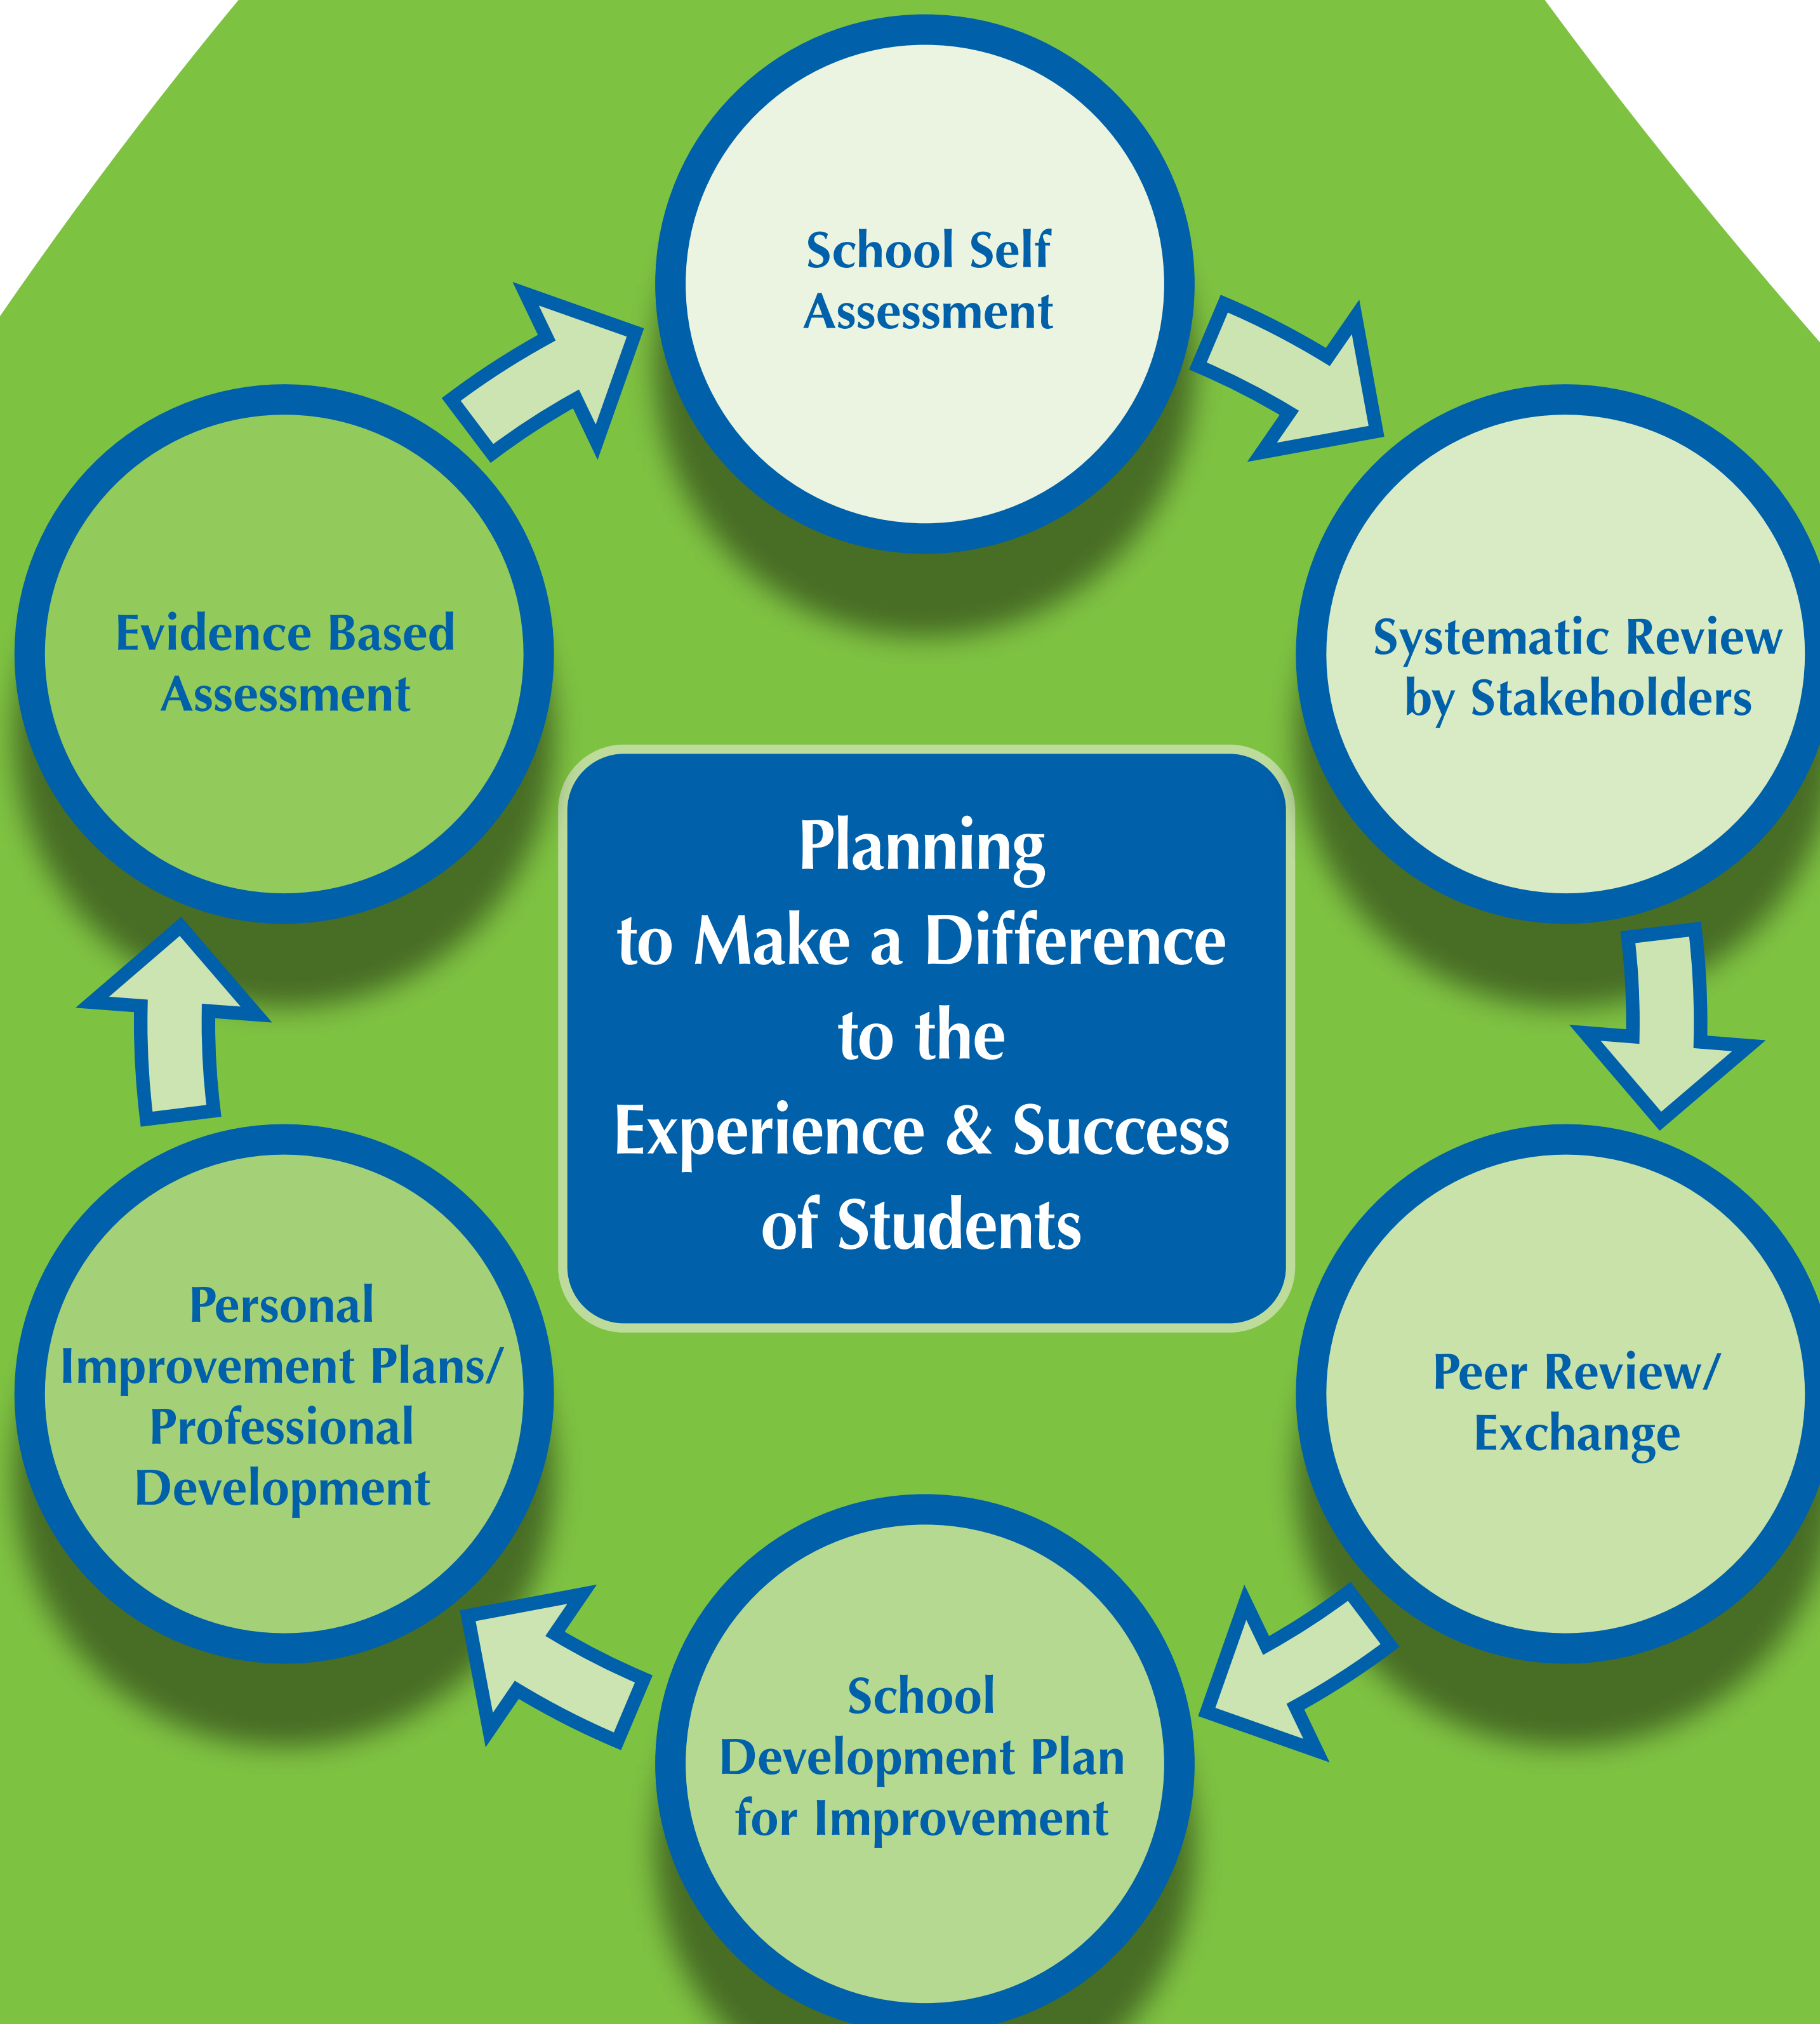 School Self
Assessment
Systematic Review
by Stakeholders
Peer Review/
Exchange
School
Development Plan
for Improvement
Personal
Improvement Plans/
Professional
Development
Evidence Based
Assessment
Planning
to Make a Difference
to the
Experience & Success
of Students